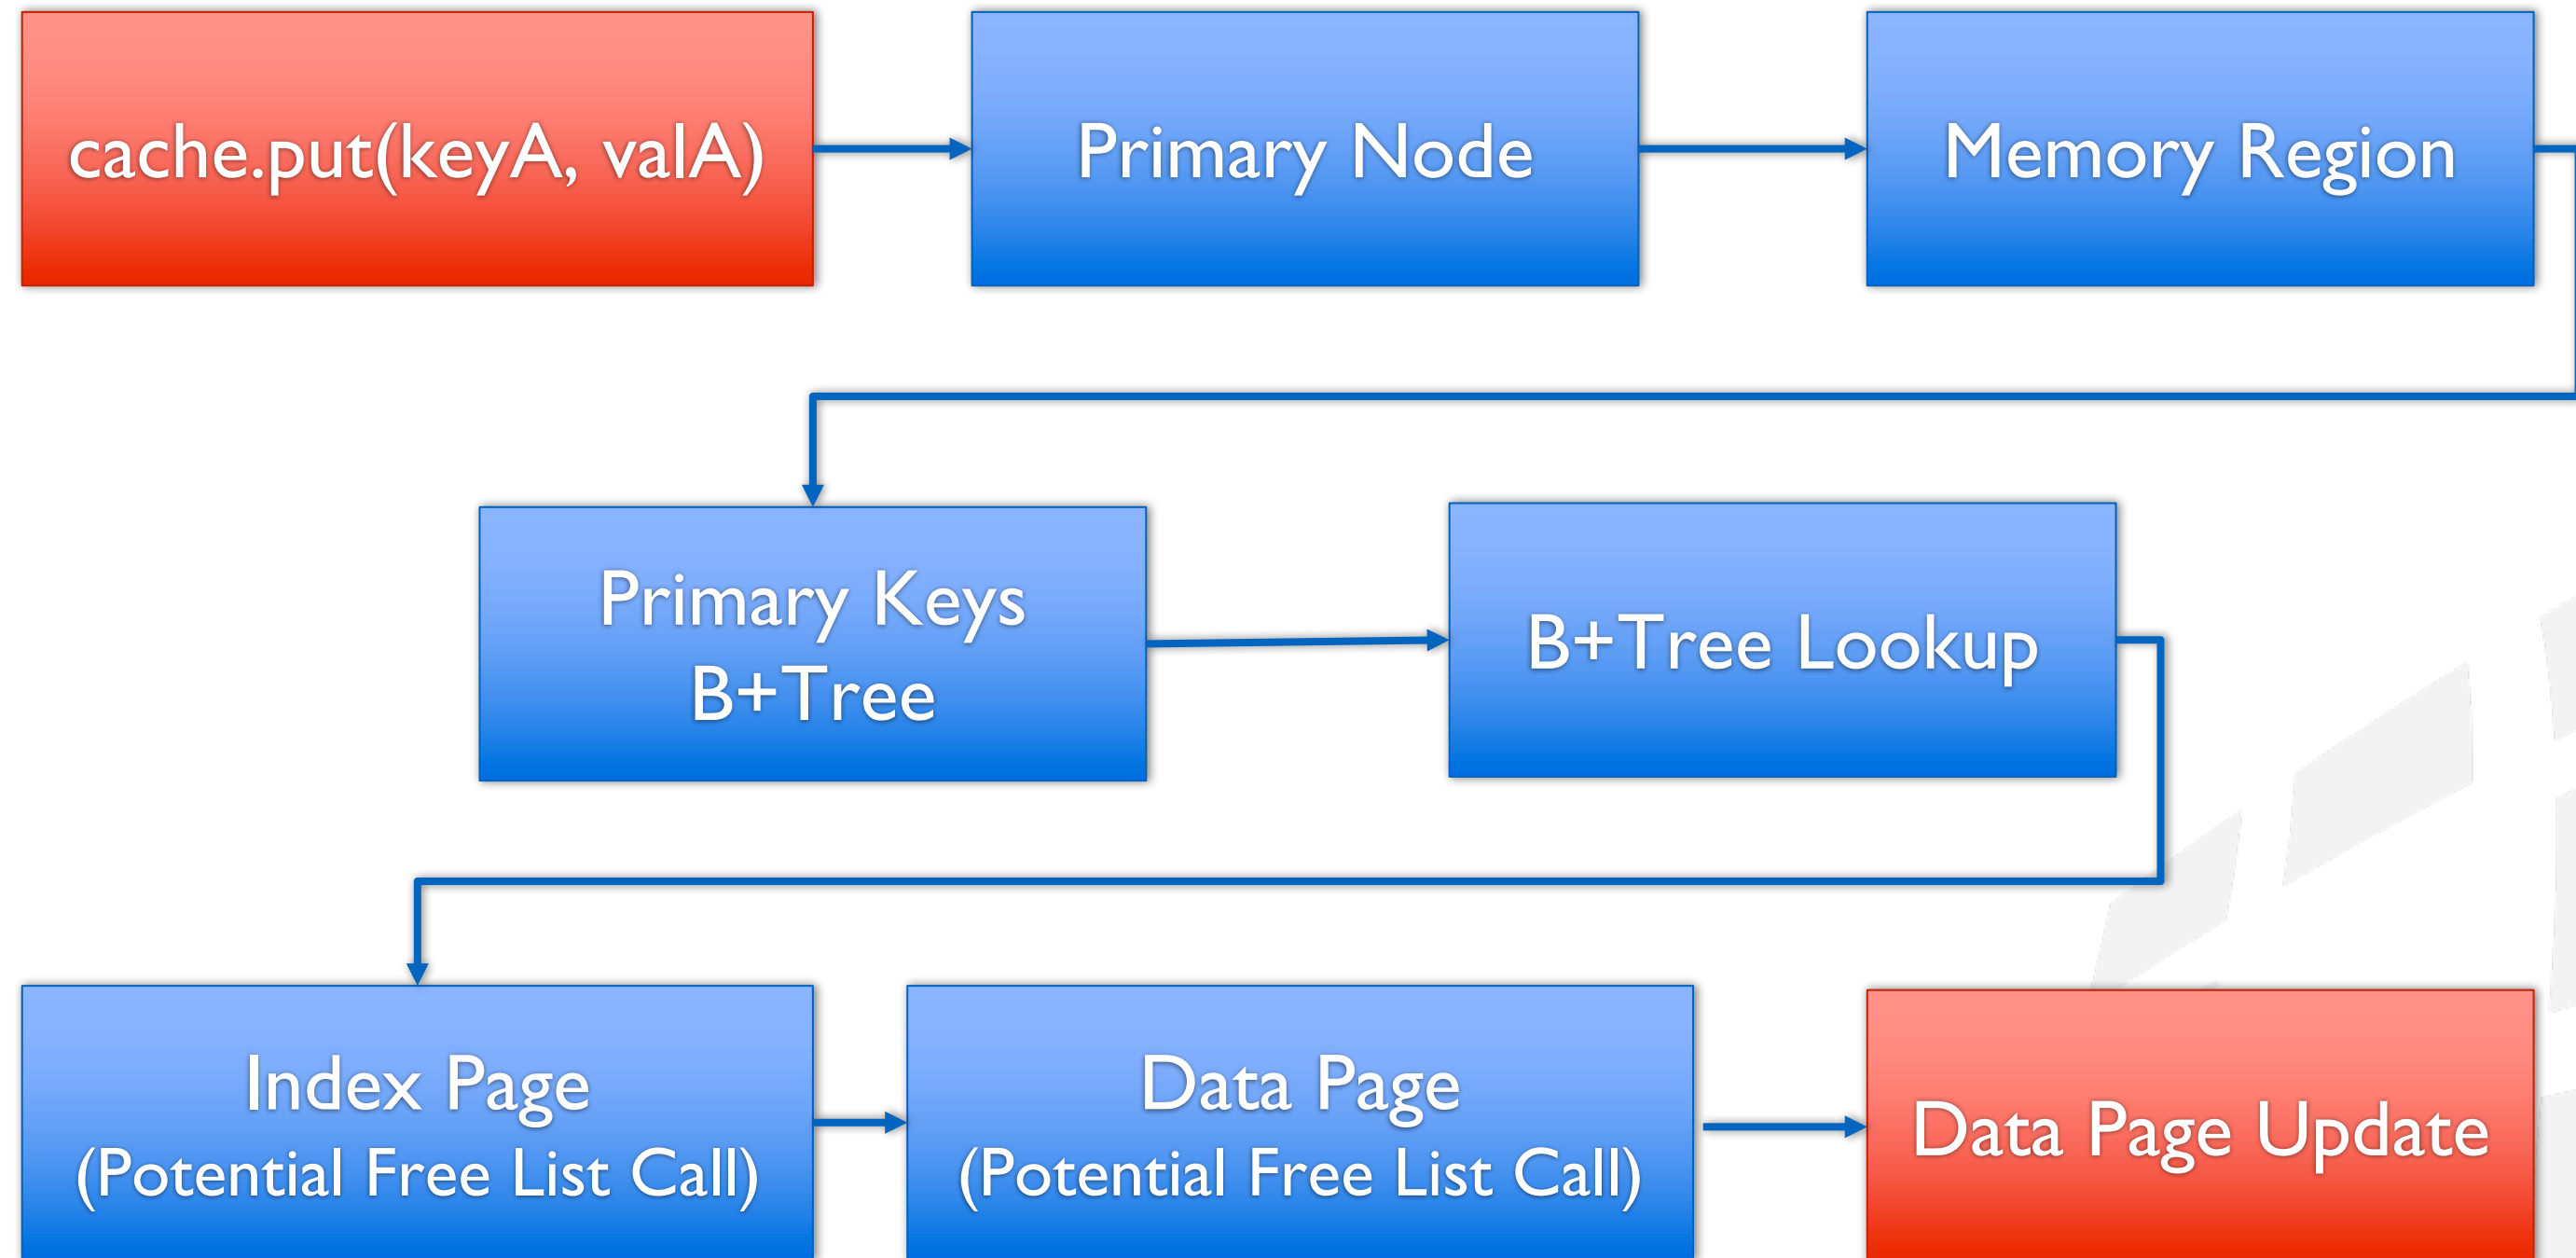 cache.put(keyA, valA)
Primary Node
Memory Region
Primary Keys
B+Tree
B+Tree Lookup
Index Page
(Potential Free List Call)
Data Page
(Potential Free List Call)
Data Page Update